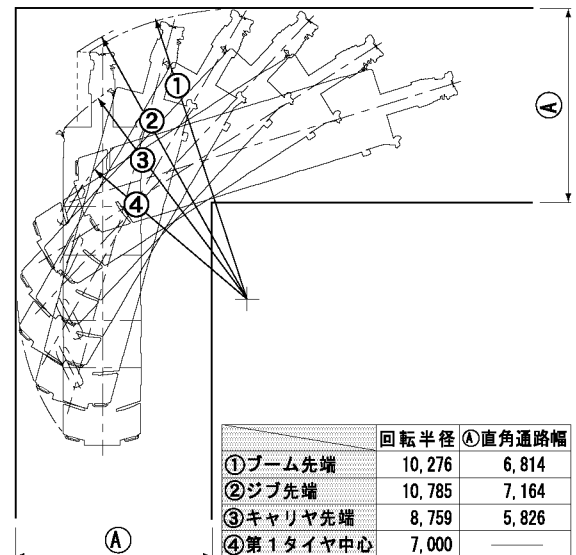 ①
②
③
④
Ⓐ
Ⓐ
回転半径 Ⓐ直角通路幅
①ブーム先端 10,276 6,814
②ジブ先端 10,785 7,164
③キャリヤ先端 8,759 5,826
④第1タイヤ中心 7,000 ———